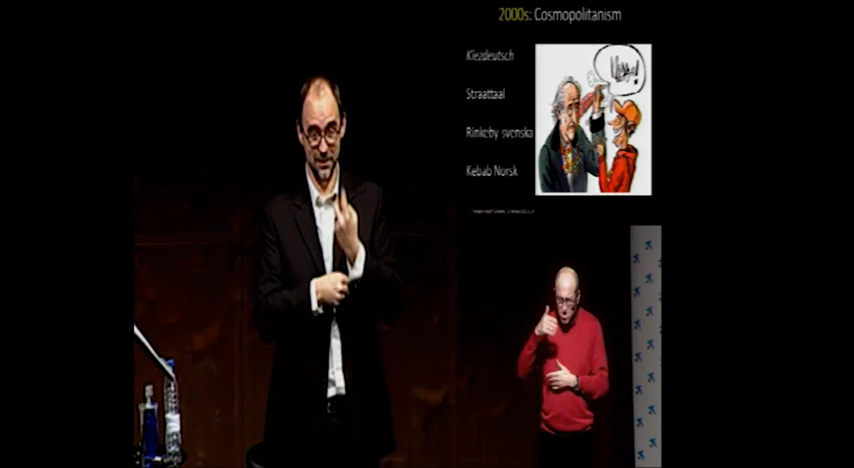 2000s: Cosmopolitanism
Kiezdeutsch
Straattaal
Rinkeby svenska
Kebab Norsk